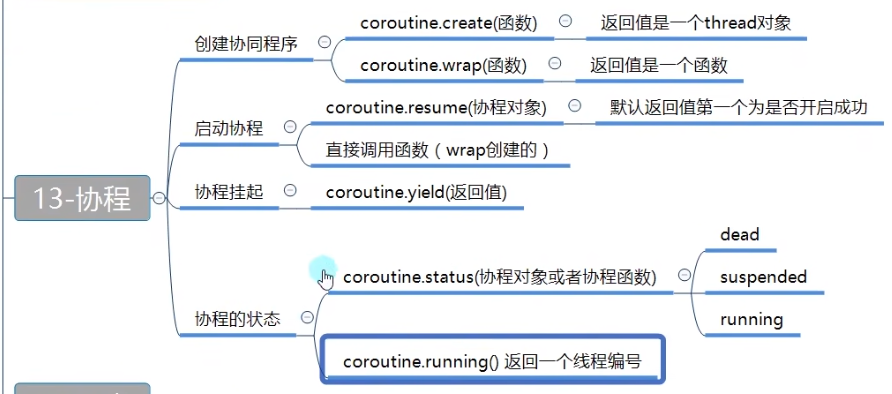 13-协程
创建协同程序
coroutine.create(函数)
返回值是一个thread对象
coroutine.wrap(函数)
返回值是一个函数
启动协程
coroutine.resume(协程对象)
默认返回值第一个为是否开启成功
直接调用函数（wrap创建的）
协程挂起
coroutine.yield(返回值)
协程的状态
coroutine.status(协程对象或者协程函数)
dead
suspended
running
coroutine.running() 返回一个线程编号